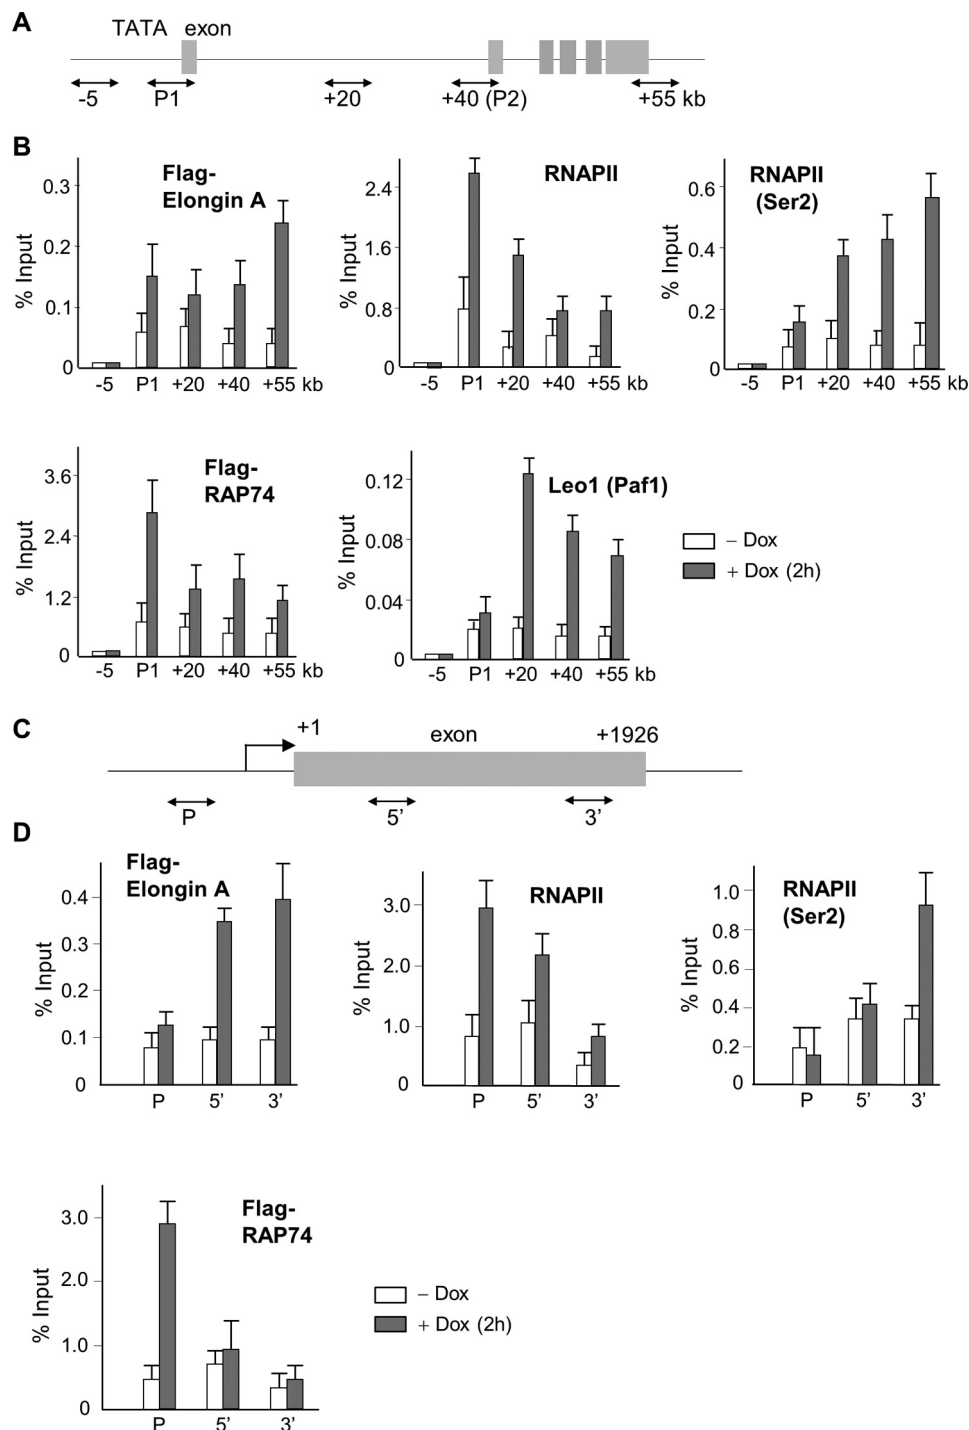 A
TATA exon
-5 P1 +20 +40 (P2) +55 kb
B
Flag-
Elongin A
% Input
0.3
0.2
0.1
0
-5 P1 +20 +40 +55 kb
RNAPII
% Input
2.4
1.6
0.8
0
-5 P1 +20 +40 +55 kb
RNAPII
(Ser2)
% Input
0.6
0.4
0.2
0
-5 P1 +20 +40 +55 kb
Flag-
RAP74
% Input
3.6
2.4
1.2
0
-5 P1 +20 +40 +55 kb
Leo1 (Paf1)
% Input
0.12
0.08
0.04
0
-5 P1 +20 +40 +55 kb
– Dox
+ Dox (2h)
C
+1 exon +1926
P 5’ 3’
D
Flag-
Elongin A
% Input
0.4
0.3
0.2
0.1
0
P 5’ 3’
RNAPII
% Input
3.0
2.0
1.0
0
P 5’ 3’
RNAPII
(Ser2)
% Input
1.0
0.8
0.6
0.4
0.2
0
P 5’ 3’
Flag-
RAP74
% Input
3.0
2.0
1.0
0
P 5’ 3’
– Dox
+ Dox (2h)